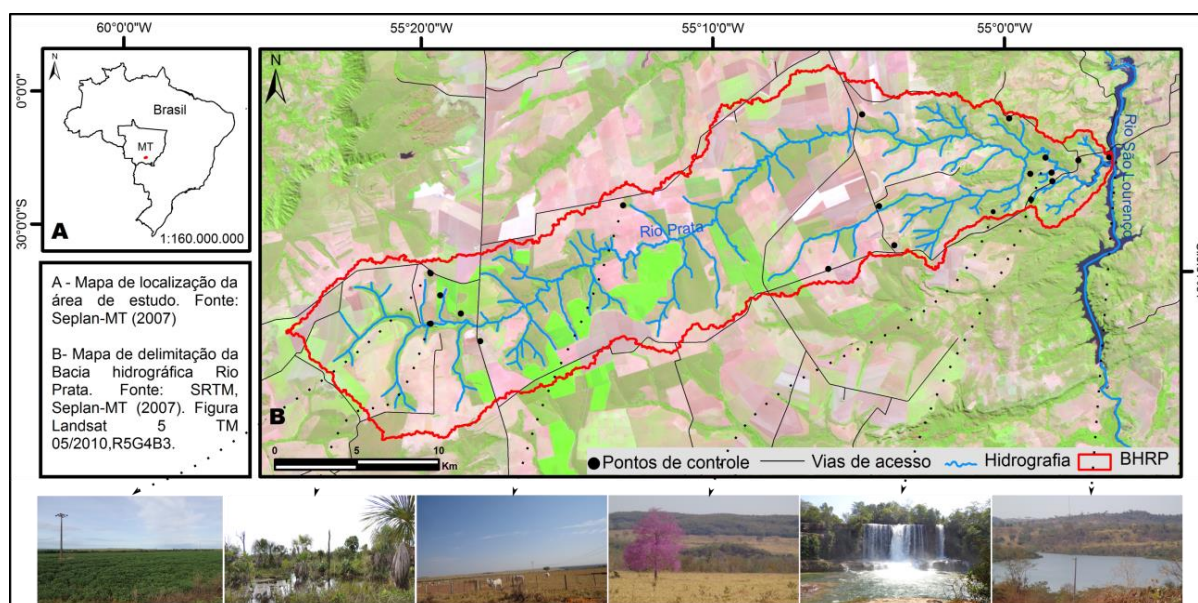 60°0'0"W
55°20'0"W
55°10'0"W
55°0'0"W
0°0'0"
30°0'0"S
N
Brasil
MT
A
1:160.000.000
A - Mapa de localização da
área de estudo. Fonte:
Seplan-MT (2007)
B- Mapa de delimitação da
Bacia hidrográfica Rio
Prata. Fonte: SRTM,
Seplan-MT (2007). Figura
Landsat 5 TM
05/2010,R5G4B3.
N
Rio Prata
Rio São Lourenço
B
0 5 10
Km
Pontos de controle
Vias de acesso
Hidrografia
BHRP